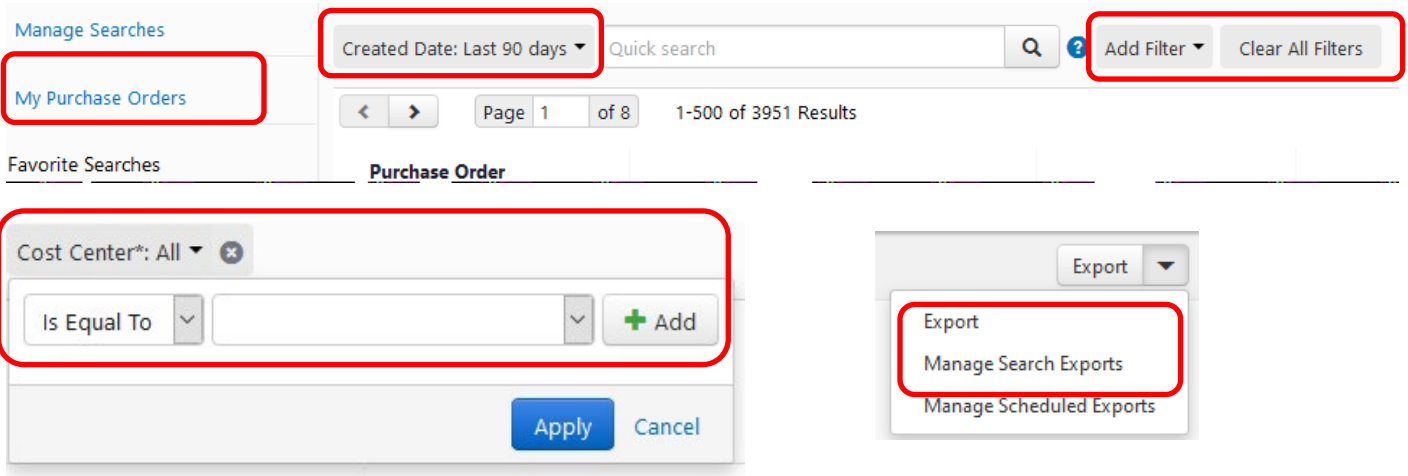 Manage Searches
My Purchase Orders
Favorite Searches
Created Date: Last 90 days Quick search ? Add Filter Clear All Filters
Page 1 of 8 1-500 of 3951 Results
Purchase Order
Cost Center*: All
Is Equal To Add
Apply Cancel
Export
Export
Manage Search Exports
Manage Scheduled Exports